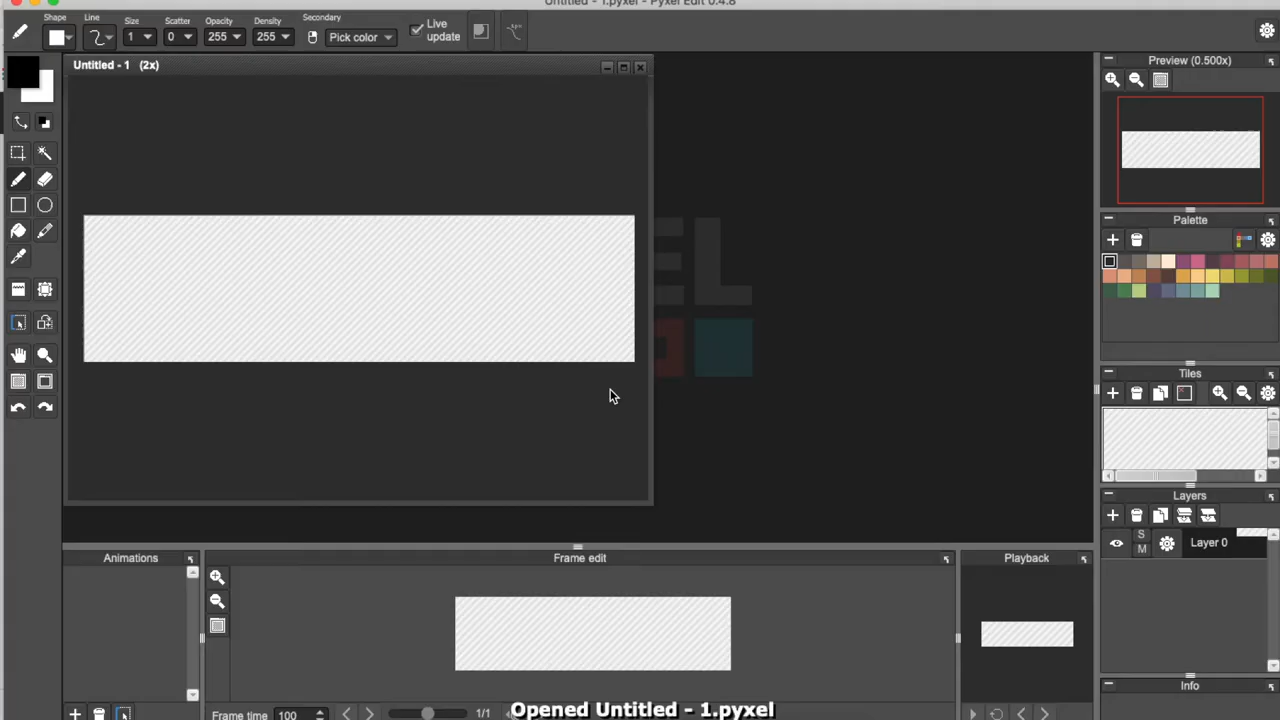 Untitled - 1.pyxel - Pyxel Edit 0.4.8
Shape
Line
Size
Scatter
Opacity
Density
Secondary
1
0
255
255
Pick color
Live
update
Untitled - 1 (2x)
Preview (0.500x)
Palette
Tiles
Layers
S
M
Layer 0
Animations
Frame edit
Playback
Info
Frame time
100
1/1
Opened Untitled - 1.pyxel